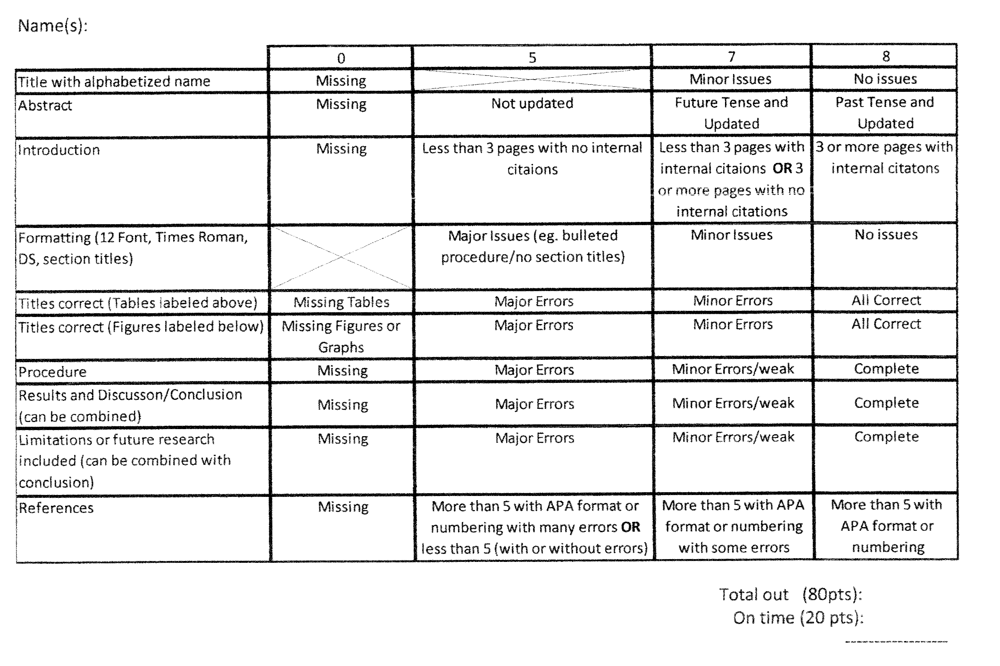 Name(s):
0 5 7 8
Title with alphabetized name Missing Minor Issues No issues
Abstract Missing Not updated Future Tense and Past Tense and
Updated Updated
Introduction Missing Less than 3 pages with no internal Less than 3 pages with 3 or more pages with
citaions internal citaions OR 3 internal citatons
or more pages with no
internal citations
Formatting (12 Font, Times Roman, Major Issues (eg. bulleted Minor Issues No issues
DS, section titles) procedure/no section titles)
Titles correct (Tables labeled above) Missing Tables Major Errors Minor Errors All Correct
Titles correct (Figures labeled below) Missing Figures or Major Errors Minor Errors All Correct
Graphs
Procedure Missing Major Errors Minor Errors/weak Complete
Results and Discusson/Conclusion
(can be combined) Missing Major Errors Minor Errors/weak Complete
Limitations or future research Missing Major Errors Minor Errors/weak Complete
included (can be combined with
conclusion)
References Missing More than 5 with APA format or More than 5 with APA More than 5 with
numbering with many errors OR format or numbering APA format or
less than 5 (with or without errors) with some errors numbering
Total out (80pts):
On time (20 pts):